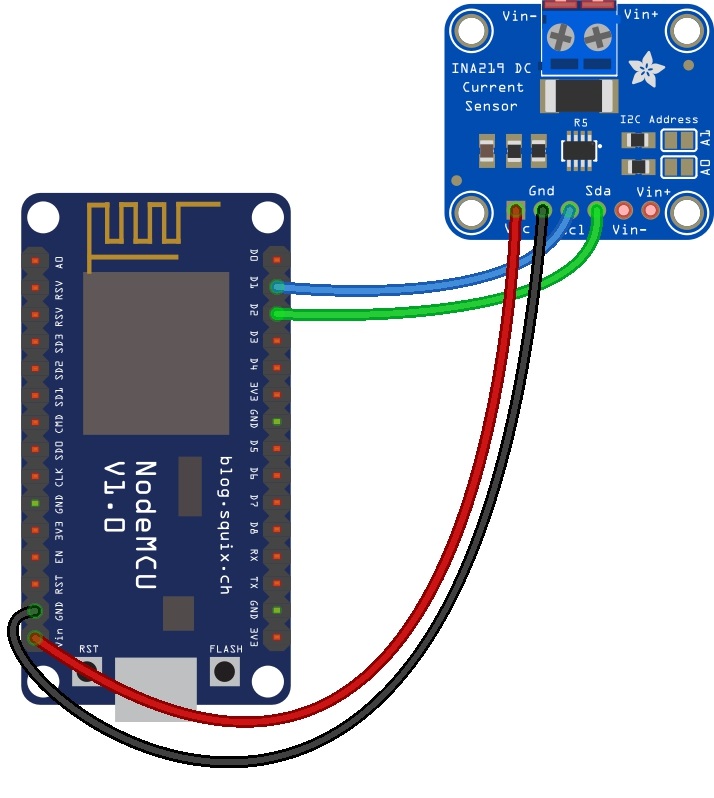 Vin-
Vin+
INA219 DC
Current
Sensor
R5
I2C Address
A1
A0
Gnd
Sda
Vin+
Vin-
A0
RSV
RSV
SD3
SD2
SD1
CMD
SD0
CLK
GND
3V3
EN
RST
GND
Vin
D0
D1
D2
D3
D4
3V3
GND
D5
D6
D7
D8
RX
TX
GND
3V3
NodeMCU
V1.0
blog.squix.ch
RST
FLASH